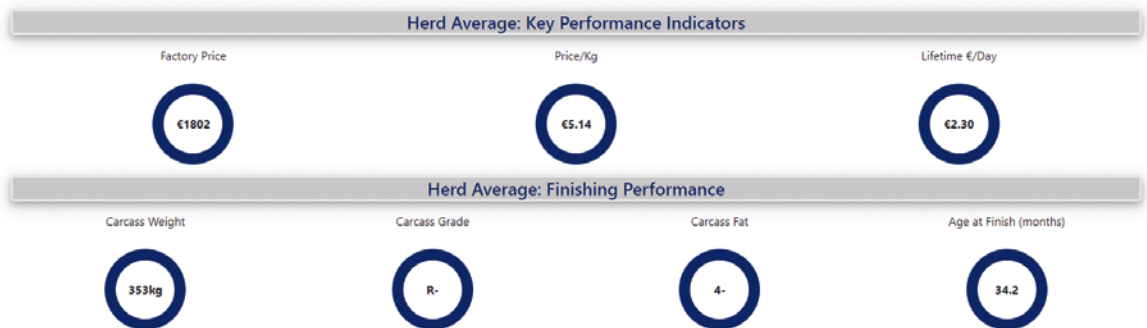 Herd Average: Key Performance Indicators
Factory Price Price/Kg Lifetime €/Day
€1802 €5.14 €2.30
Herd Average: Finishing Performance
Carcass Weight Carcass Grade Carcass Fat Age at Finish (months)
353kg R- 4- 34.2